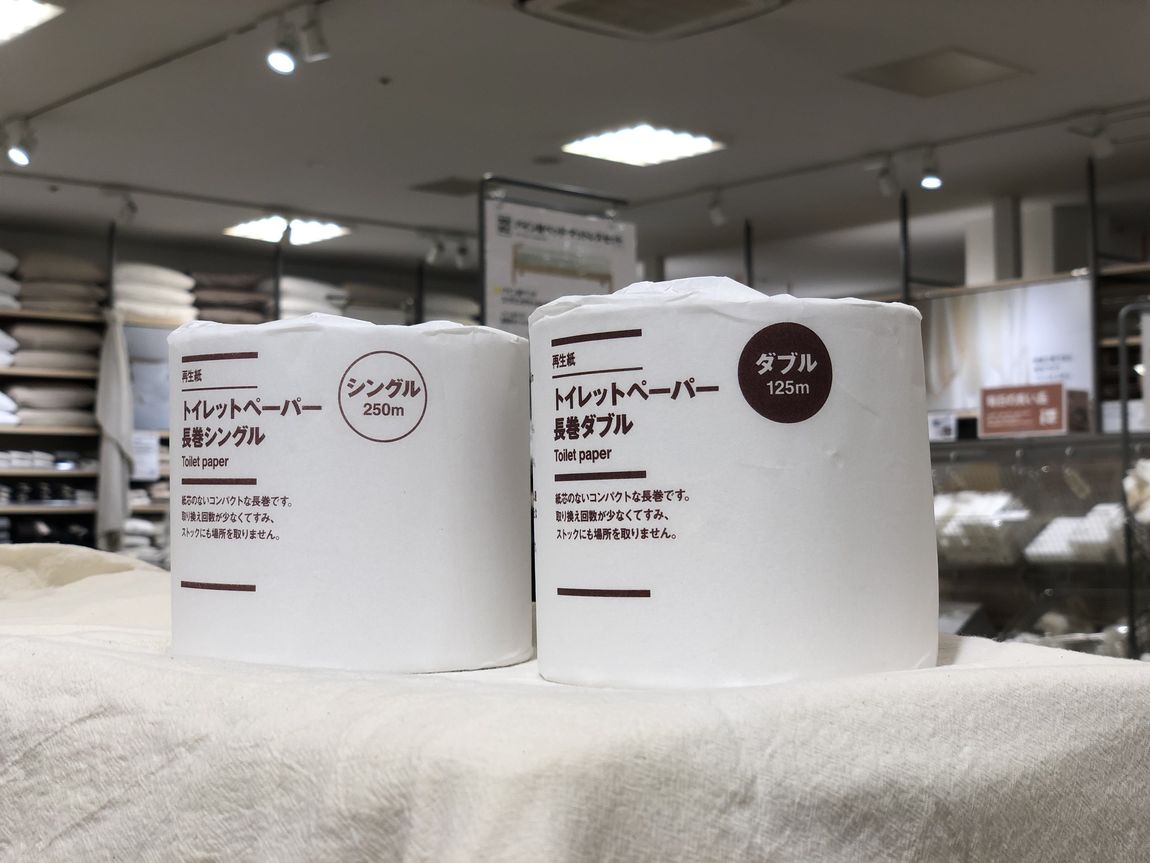 再生紙
トイレットペーパー
長巻シングル
Toilet paper
紙芯のないコンパクトな長巻です。
取り換え回数が少なくてすみ、
ストックにも場所を取りません。
シングル
250m
再生紙
トイレットペーパー
長巻ダブル
Toilet paper
紙芯のないコンパクトな長巻です。
取り換え回数が少なくてすみ、
ストックにも場所を取りません。
ダブル
125m